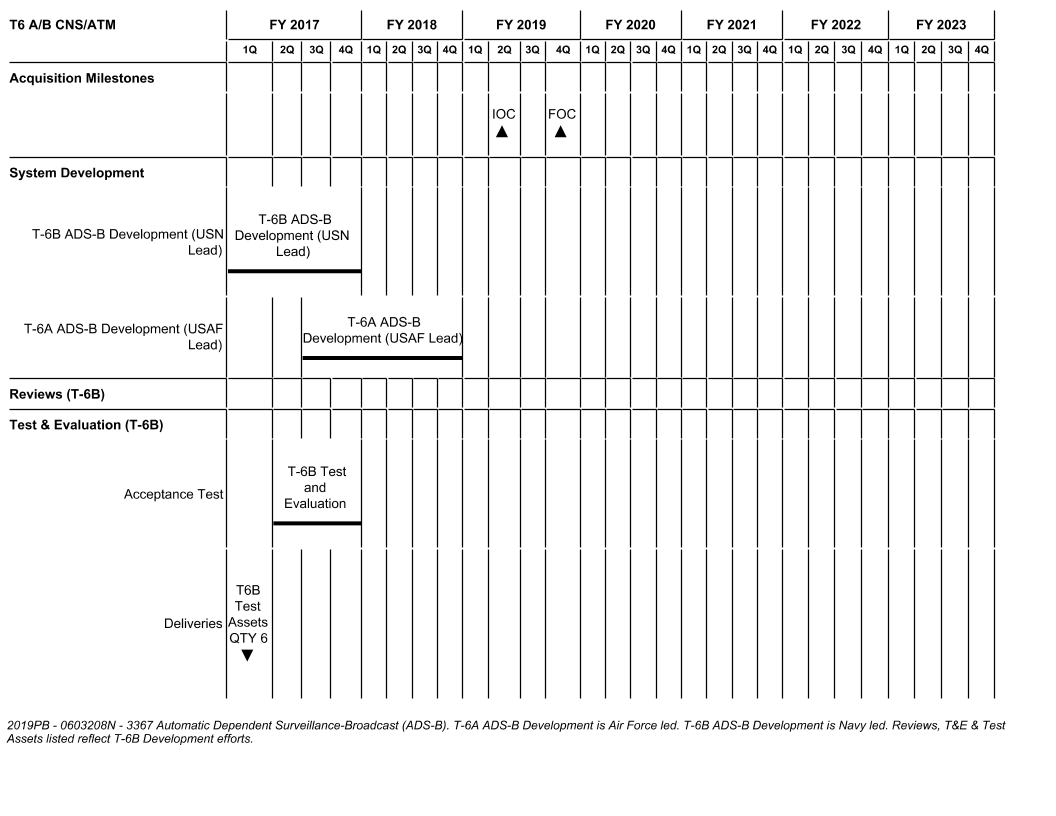 T6 A/B CNS/ATM FY 2017 FY 2018 FY 2019 FY 2020 FY 2021 FY 2022 FY 2023
1Q 2Q 3Q 4Q 1Q 2Q 3Q 4Q 1Q 2Q 3Q 4Q 1Q 2Q 3Q 4Q 1Q 2Q 3Q 4Q 1Q 2Q 3Q 4Q 1Q 2Q 3Q 4Q
Acquisition Milestones
IOC FOC
System Development
T-6B ADS-B Development (USN
Lead)
T-6B ADS-B
Development (USN
Lead)
T-6A ADS-B Development (USAF
Lead)
T-6A ADS-B
Development (USAF Lead)
Reviews (T-6B)
Test & Evaluation (T-6B)
Acceptance Test
T-6B Test
and
Evaluation
Deliveries
T6B
Test
Assets
QTY 6
2019PB - 0603208N - 3367 Automatic Dependent Surveillance-Broadcast (ADS-B). T-6A ADS-B Development is Air Force led. T-6B ADS-B Development is Navy led. Reviews, T&E & Test
Assets listed reflect T-6B Development efforts.